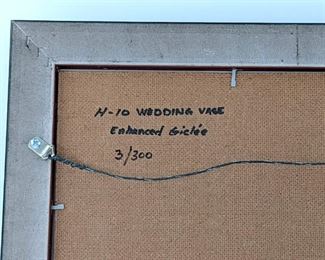 H-10 WEDDING VASE
Enhanced Giclée
3/300